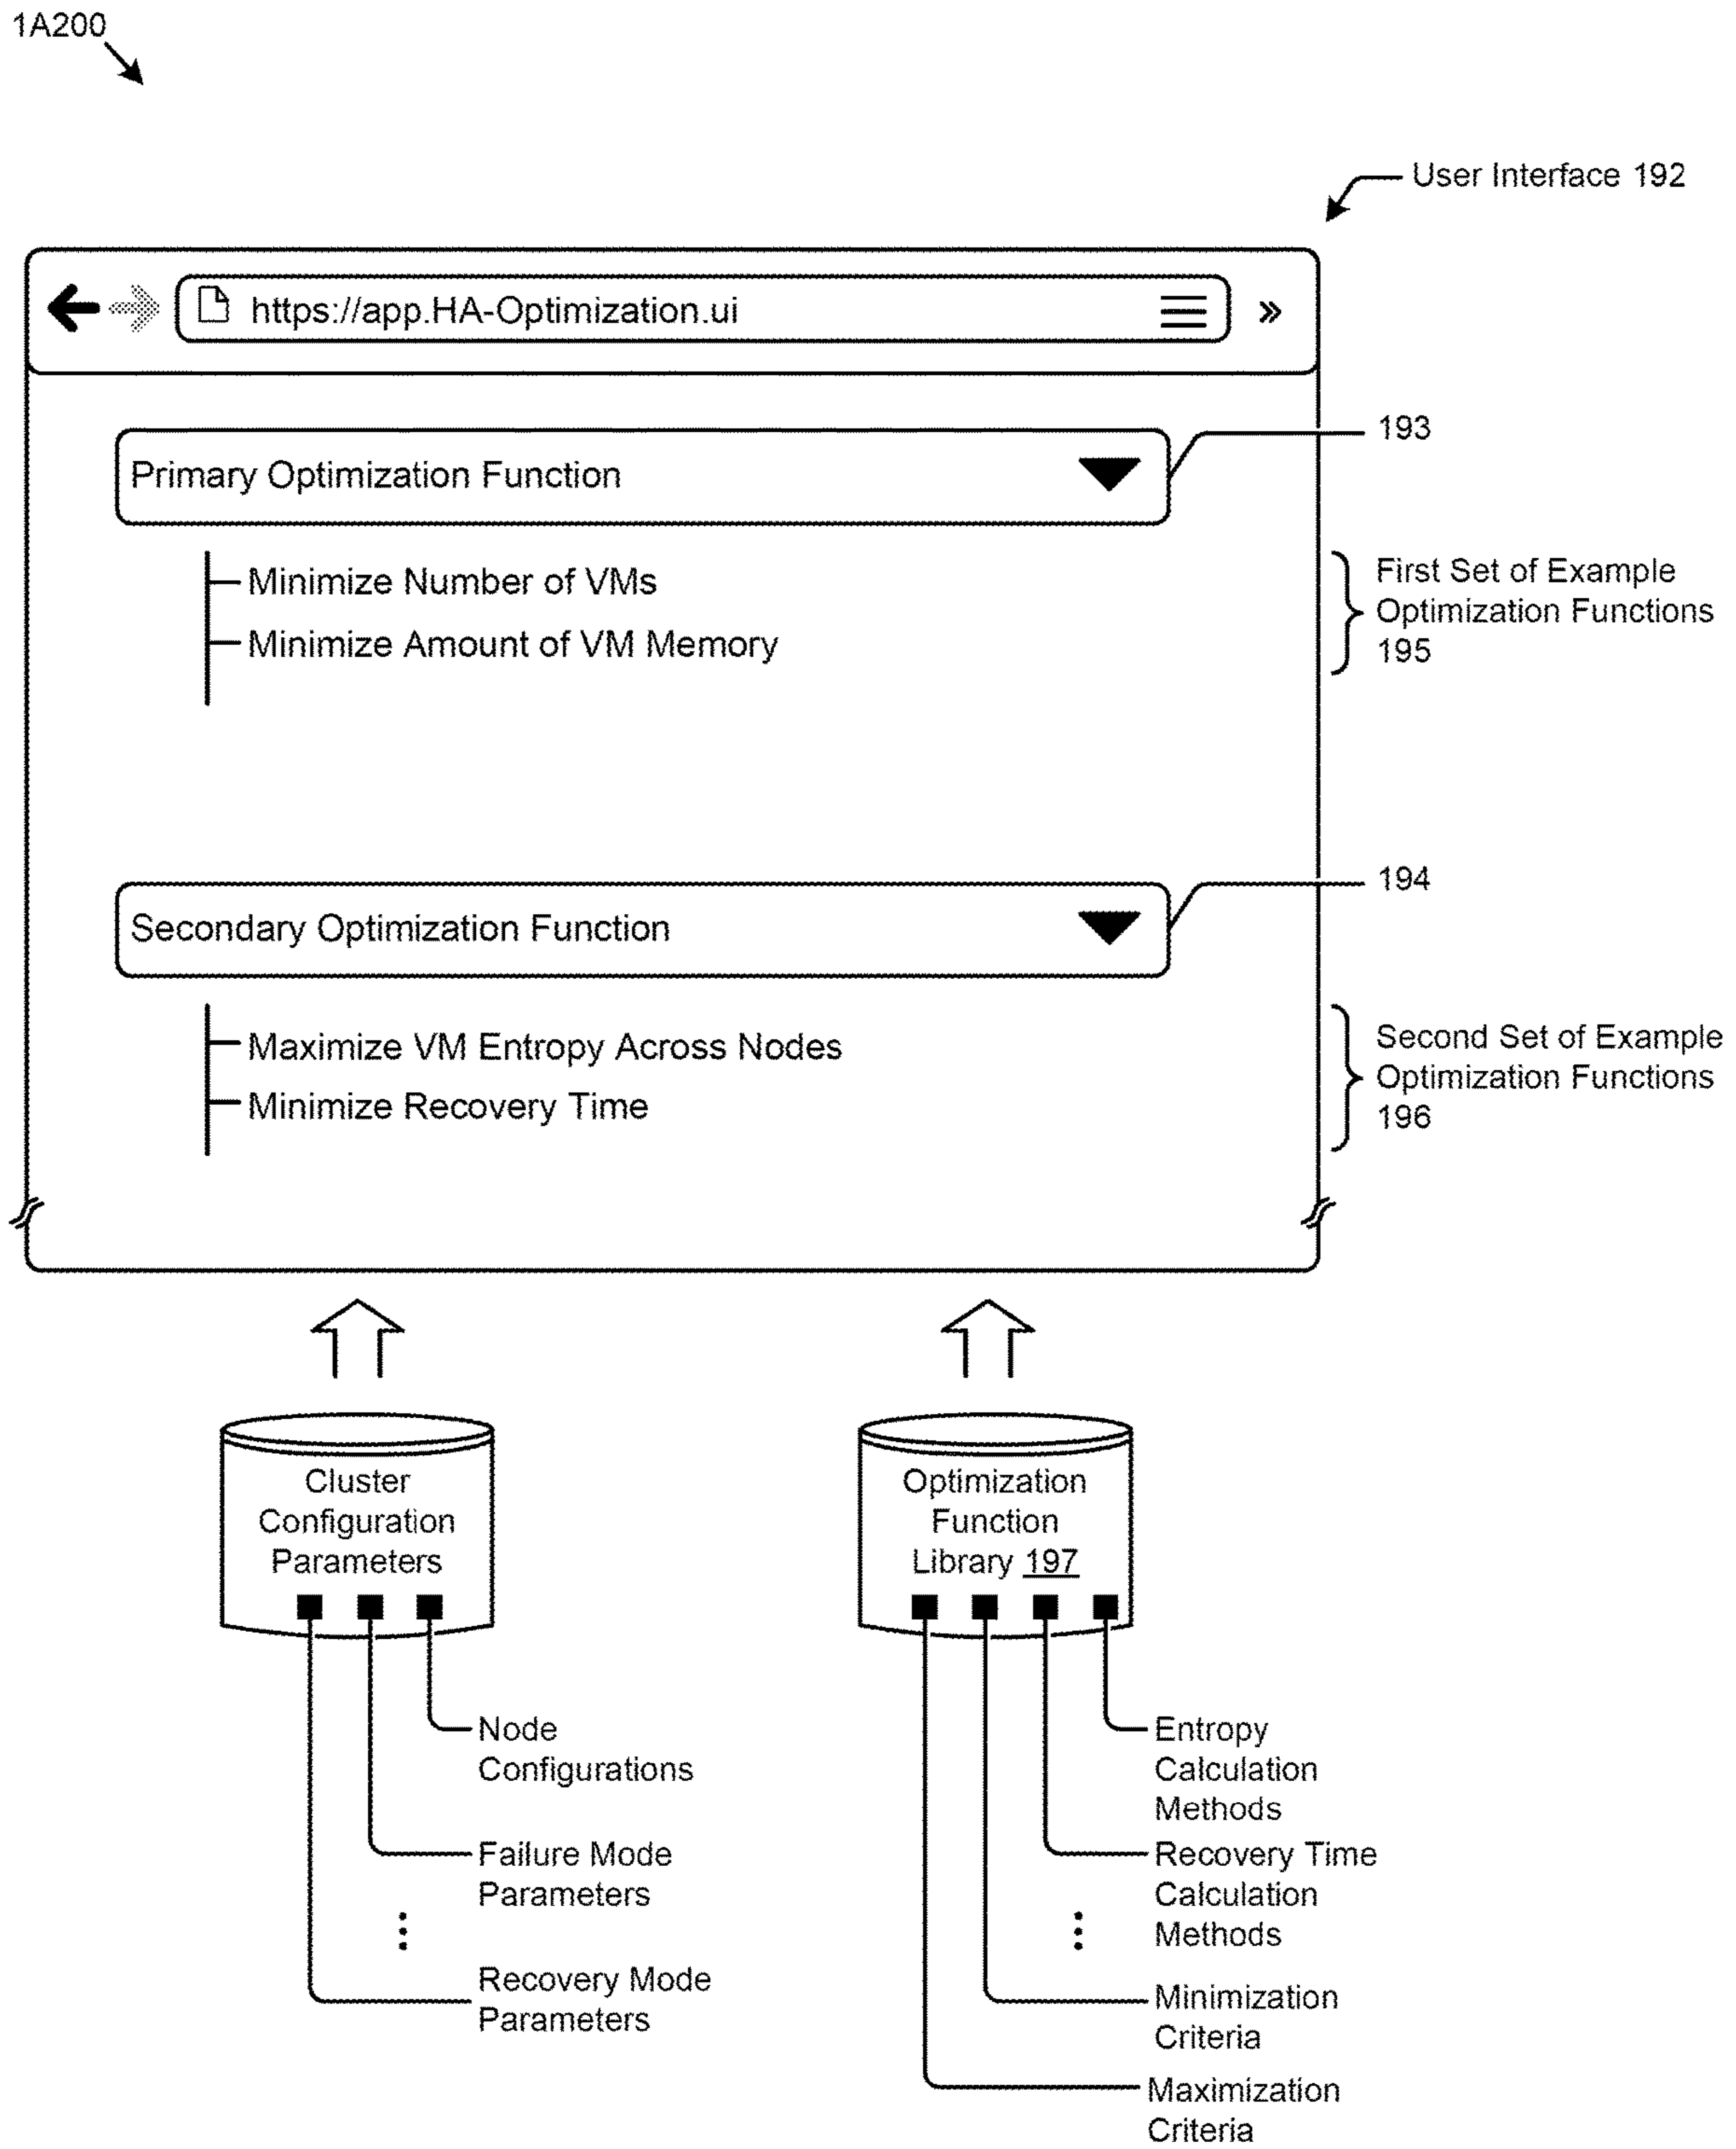 1A200
User Interface 192
https://app.HA-Optimization.ui
»
193
Primary Optimization Function
Minimize Number of VMs
Minimize Amount of VM Memory
First Set of Example
Optimization Functions
195
194
Secondary Optimization Function
Maximize VM Entropy Across Nodes
Minimize Recovery Time
Second Set of Example
Optimization Functions
196
Cluster
Configuration
Parameters
Optimization
Function
Library 197
Node
Configurations
Failure Mode
Parameters
Recovery Mode
Parameters
Entropy
Calculation
Methods
Recovery Time
Calculation
Methods
Minimization
Criteria
Maximization
Criteria